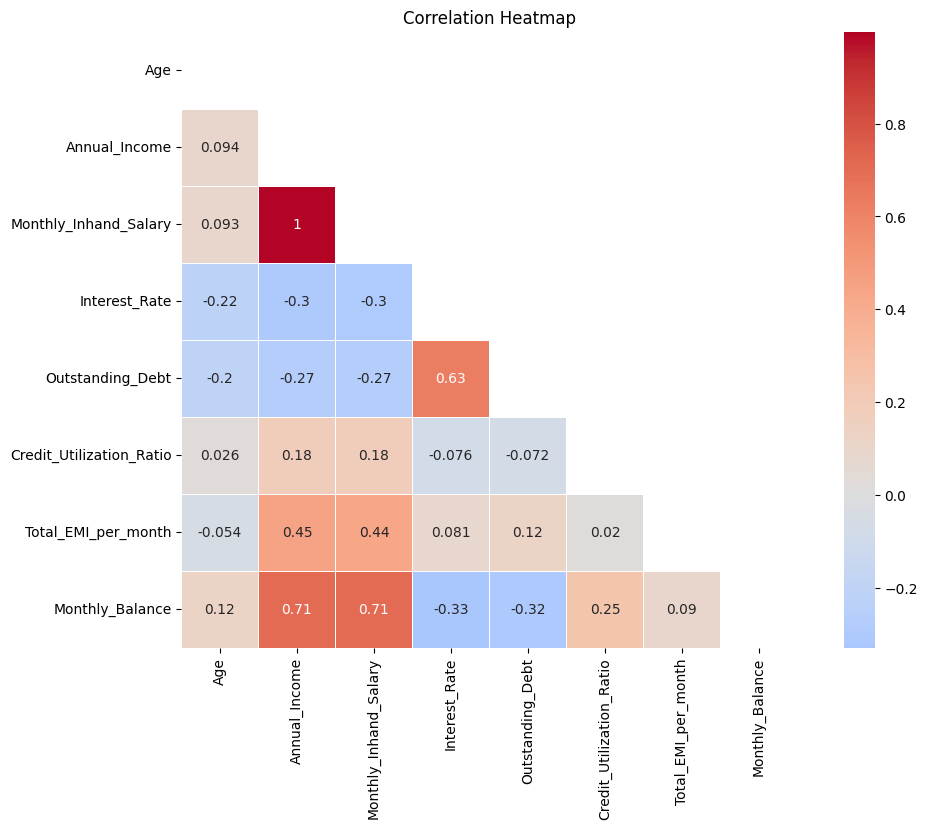 Correlation Heatmap
Age
Annual_Income 0.094
Monthly_Inhand_Salary 0.093 1
Interest_Rate -0.22 -0.3 -0.3
Outstanding_Debt -0.2 -0.27 -0.27 0.63
Credit_Utilization_Ratio 0.026 0.18 0.18 -0.076 -0.072
Total_EMI_per_month -0.054 0.45 0.44 0.081 0.12 0.02
Monthly_Balance 0.12 0.71 0.71 -0.33 -0.32 0.25 0.09
Age
Annual_Income
Monthly_Inhand_Salary
Interest_Rate
Outstanding_Debt
Credit_Utilization_Ratio
Total_EMI_per_month
Monthly_Balance
0.8
0.6
0.4
0.2
0.0
−0.2